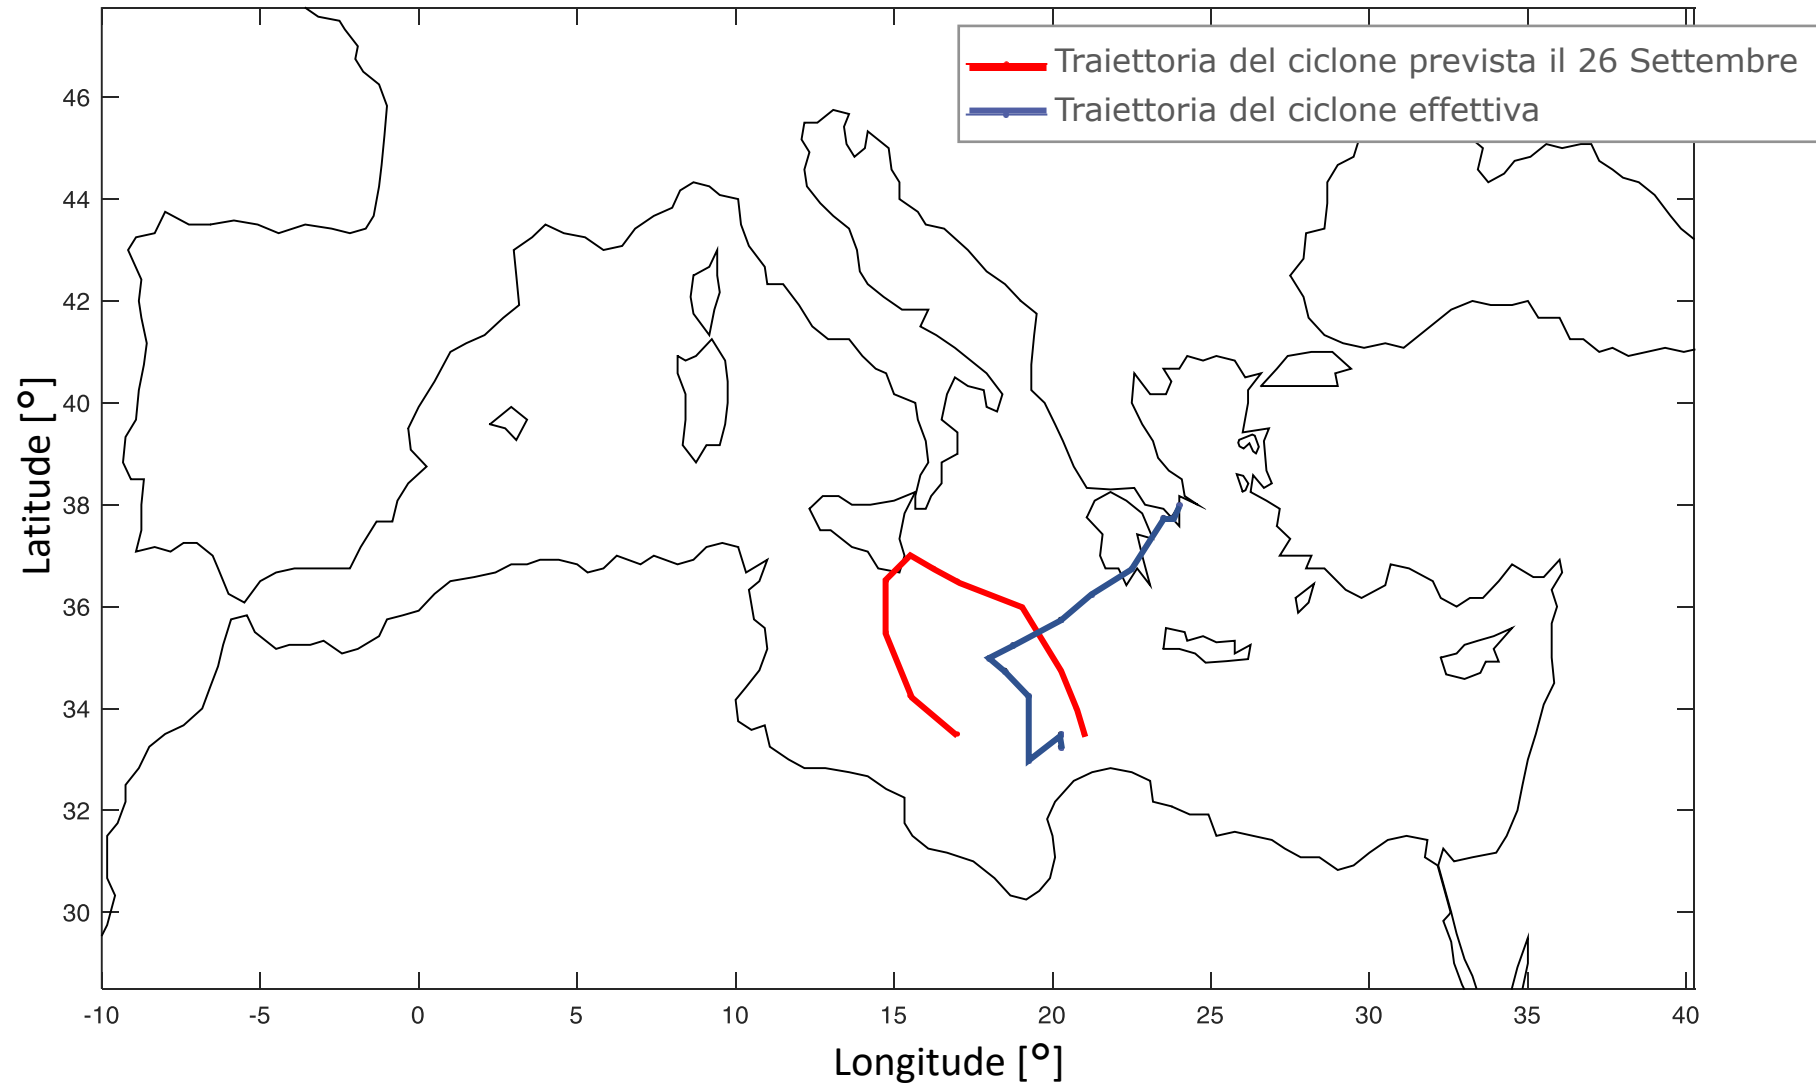 Traiettoria del ciclone prevista il 26 Settembre
Traiettoria del ciclone effettiva
46
44
42
40
38
36
34
32
30
Latitude [°]
-10 -5 0 5 10 15 20 25 30 35 40
Longitude [°]